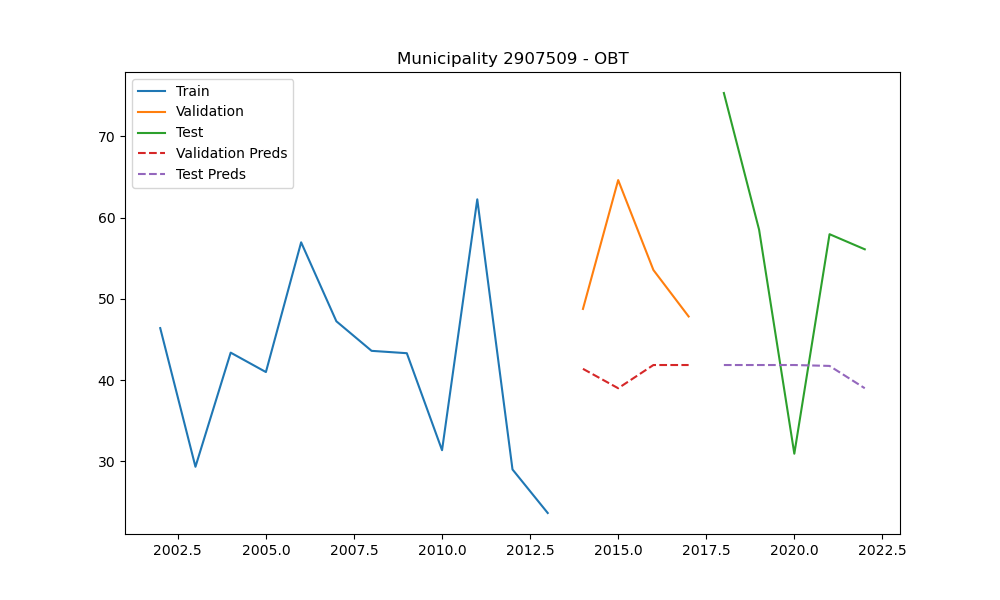 Municipality 2907509 - OBT
Train
Validation
Test
Validation Preds
Test Preds
70
60
50
40
30
2002.5 2005.0 2007.5 2010.0 2012.5 2015.0 2017.5 2020.0 2022.5